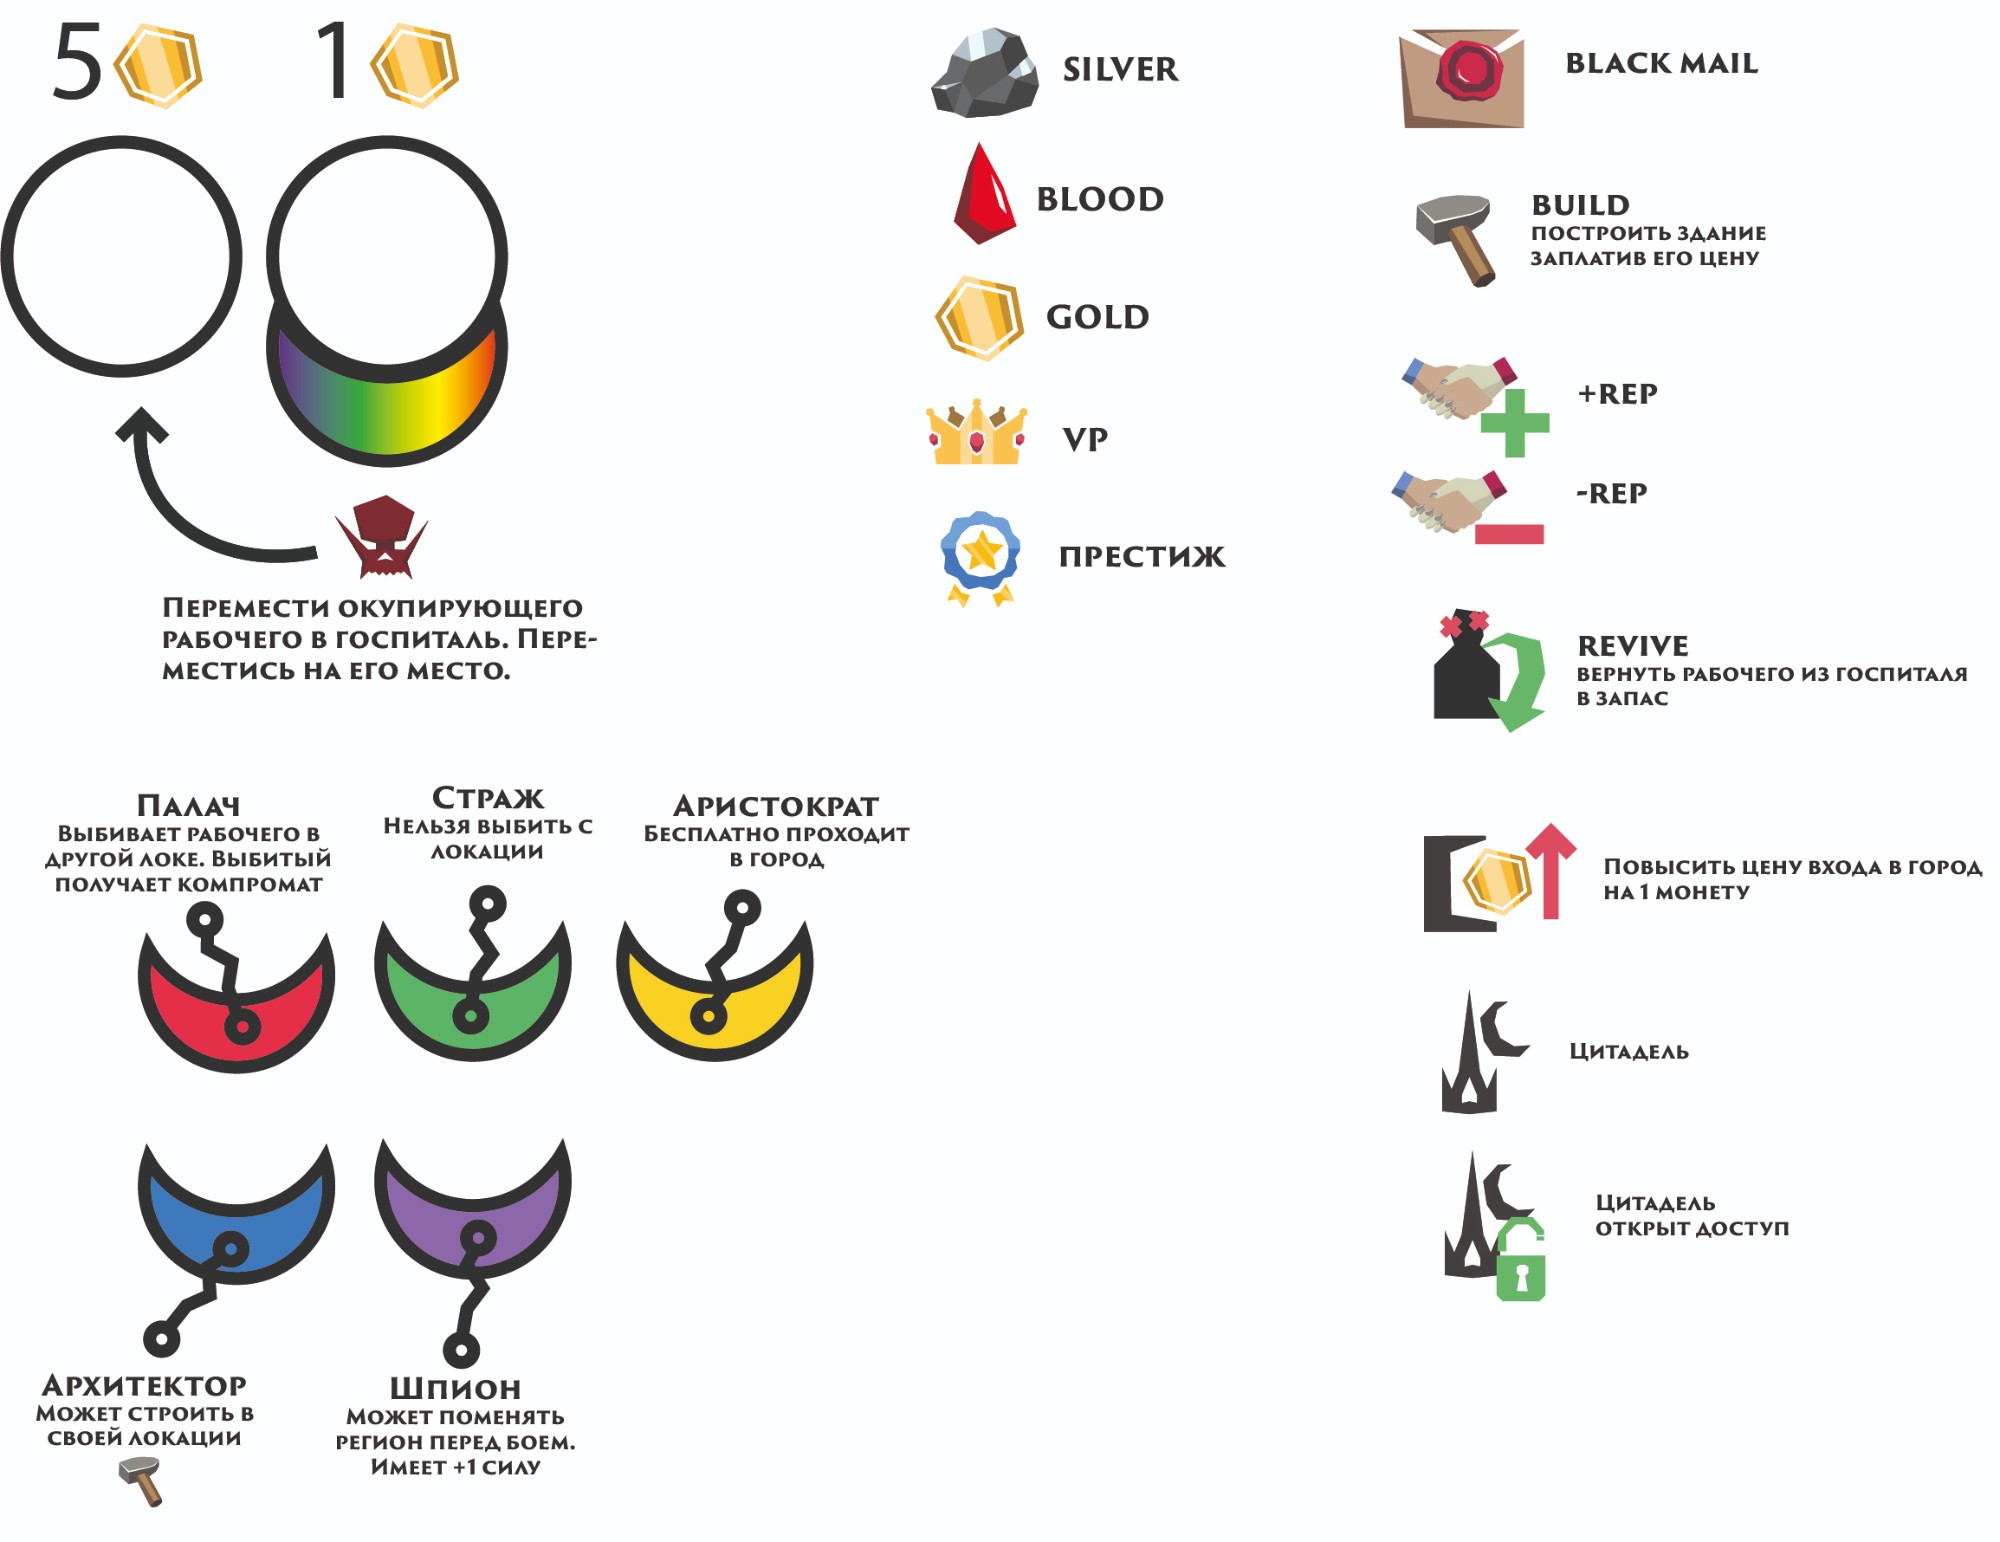 5
1
Перемести окупирующего
рабочего в госпиталь. Пере-
местись на его место.
Палач
Выбивает рабочего в
другой локе. Выбитый
получает компромат
Страж
Нельзя выбить с
локации
Аристократ
Бесплатно проходит
в город
Архитектор
Может строить в
своей локации
Шпион
Может поменять
регион перед боем.
Имеет +1 силу
SILVER
BLOOD
GOLD
VP
ПРЕСТИЖ
BLACK MAIL
BUILD
построить здание
заплатив его цену
+REP
-REP
REVIVE
вернуть рабочего из госпиталя
в запас
Повысить цену входа в город
на 1 монету
Цитадель
Цитадель
открыт доступ